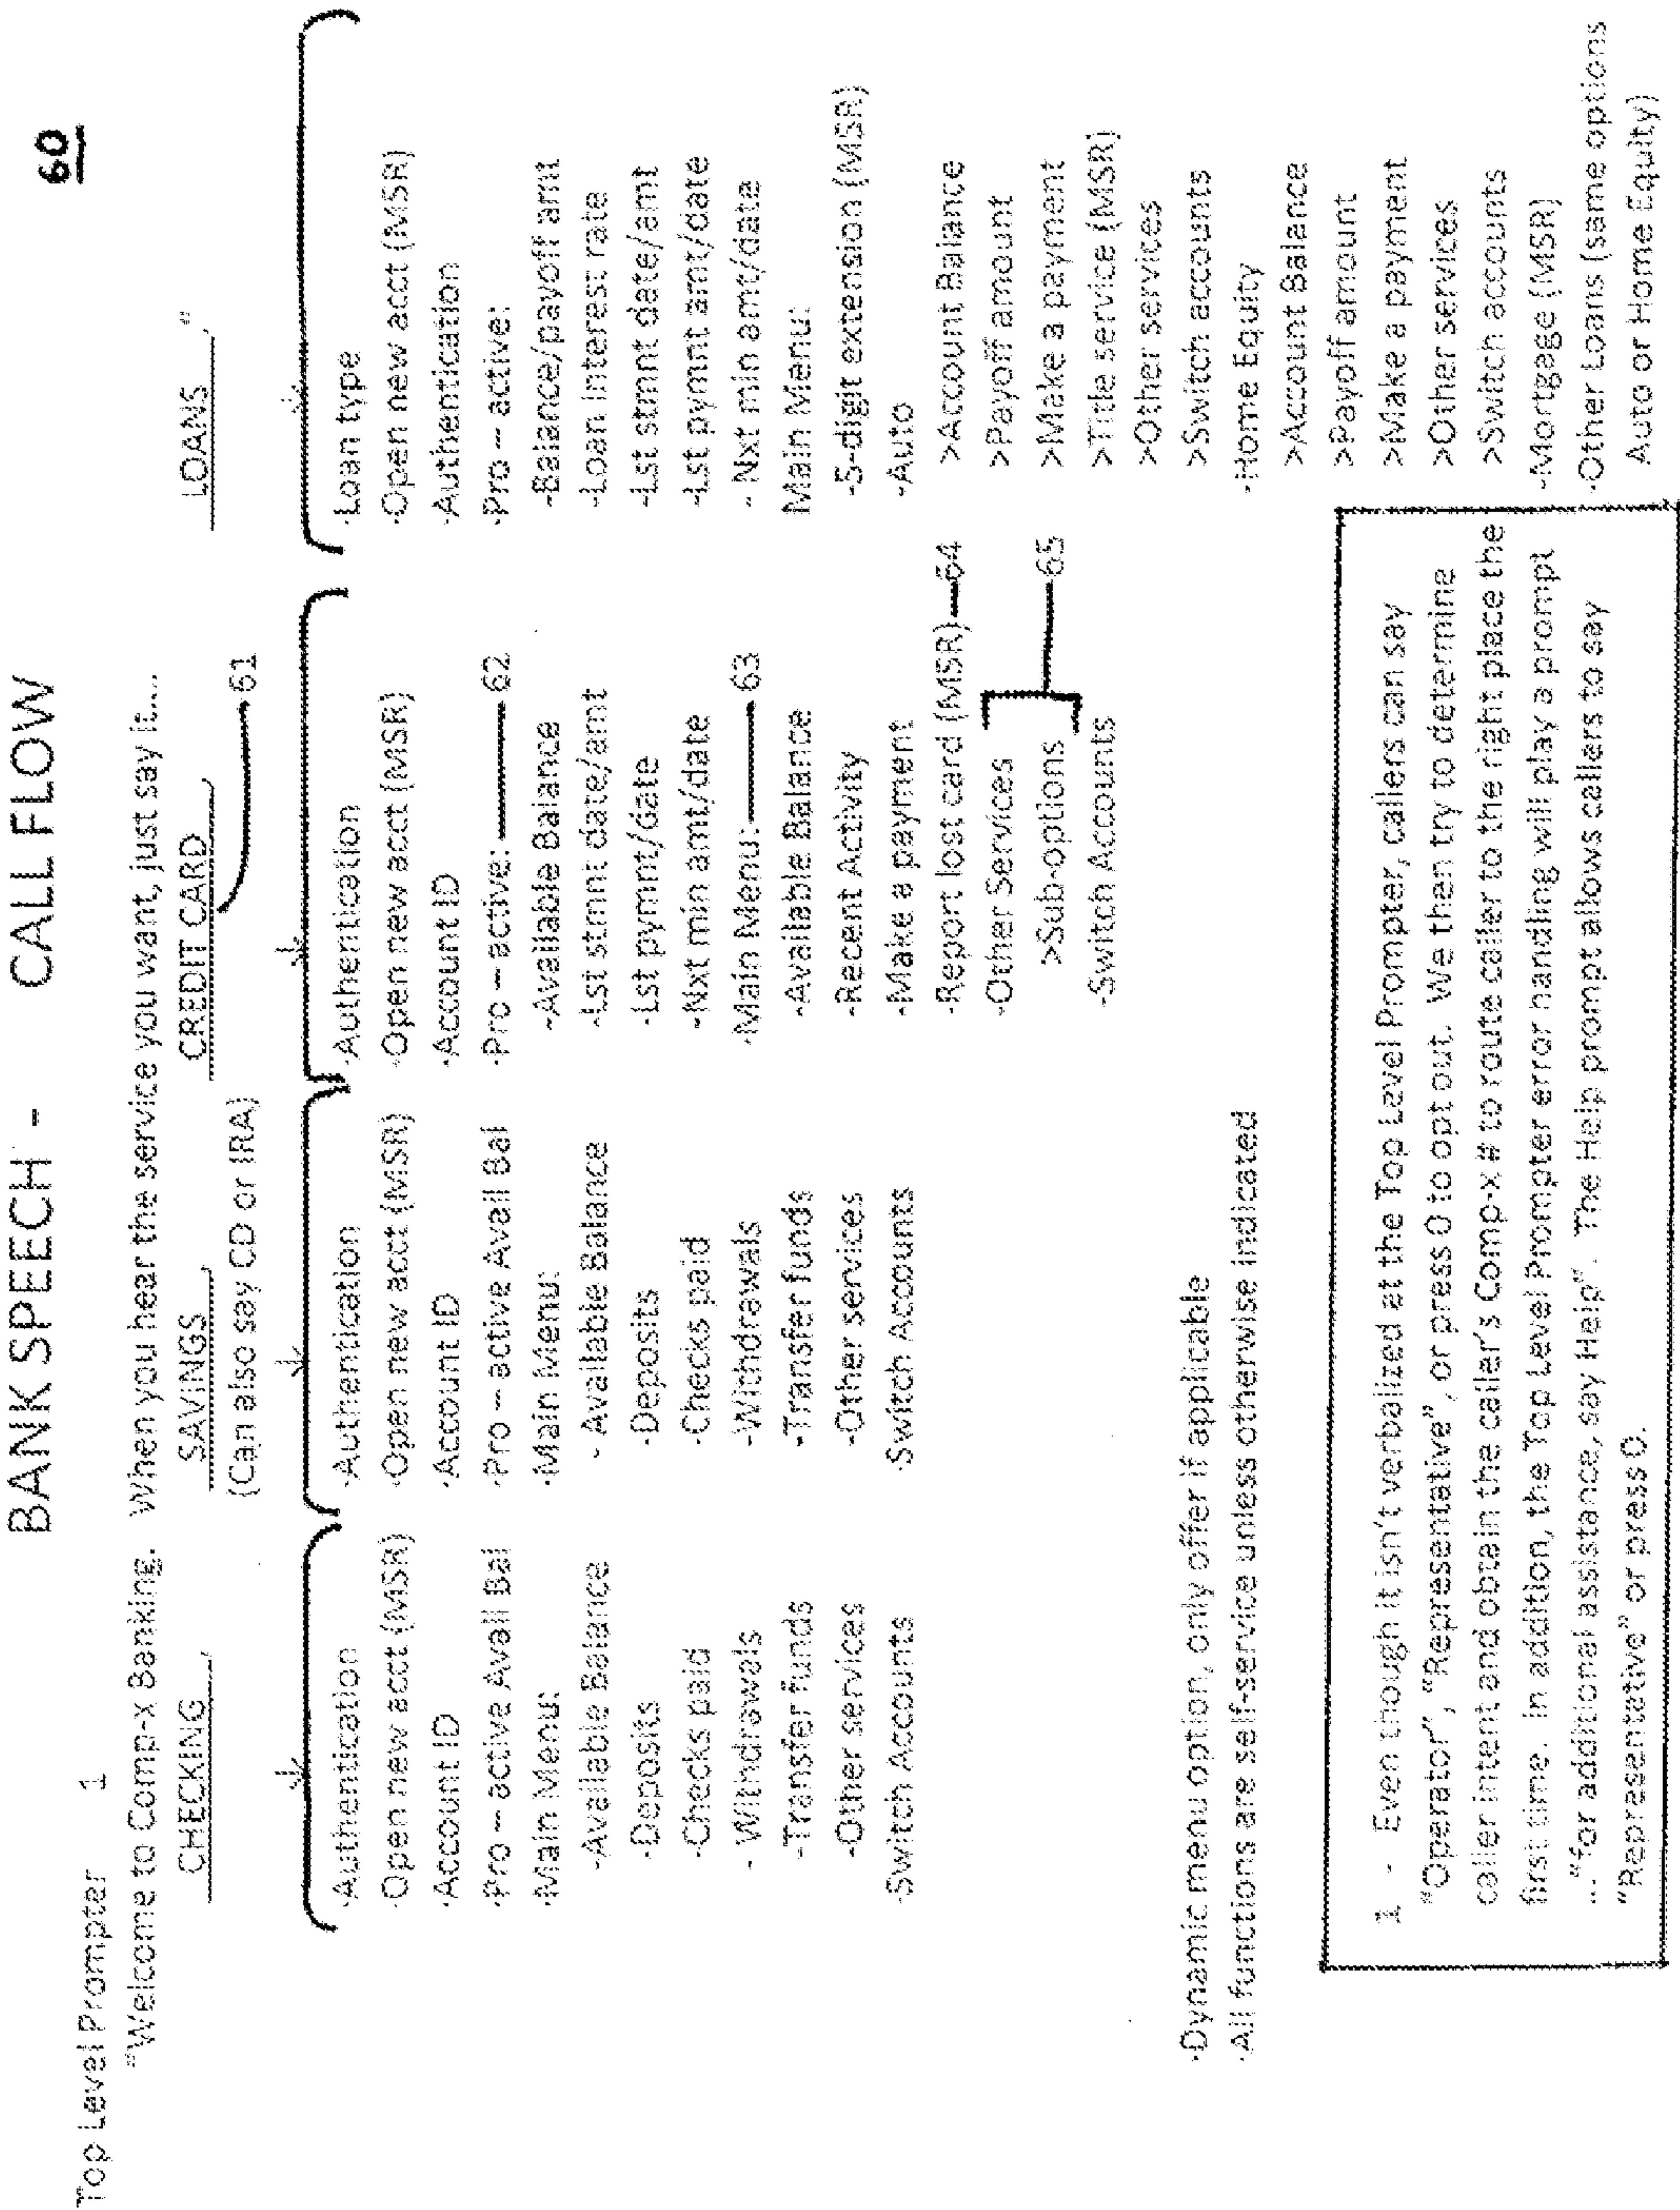 BANK SPEECH - CALL FLOW
60
Top Level Prompter 1
"Welcome to Comp-x Banking. When you hear the service you want, just say it....
CHECKING,
SAVINGS,
(Can also say CD or IRA)
CREDIT CARD,
61
LOANS."
·Authentication
·Open new acct (MSR)
·Account ID
·Pro – active Avail Bal
·Main Menu:
-Available Balance
-Deposits
-Checks paid
- Withdrawals
-Transfer funds
-Other services
·Switch Accounts
·Authentication
·Open new acct (MSR)
·Account ID
·Pro – active Avail Bal
·Main Menu:
- Available Balance
-Deposits
-Checks paid
-Withdrawals
-Transfer funds
-Other services
·Switch Accounts
·Authentication
·Open new acct (MSR)
·Account ID
·Pro – active: 62
-Available Balance
-Lst stmnt date/amt
-Lst pymnt/date
-Nxt min amt/date
·Main Menu: 63
-Available Balance
-Recent Activity
-Make a payment
-Report lost card (MSR) 64
-Other Services
>Sub-options
65
-Switch Accounts
·Loan type
·Open new acct (MSR)
·Authentication
·Pro – active:
-Balance/payoff amt
-Loan interest rate
-Lst stmnt date/amt
-Lst pymnt amt/date
- Nxt min amt/date
Main Menu:
-5-digit extension (MSR)
-Auto
>Account Balance
>Payoff amount
>Make a payment
>Title service (MSR)
>Other services
>Switch accounts
-Home Equity
>Account Balance
>Payoff amount
>Make a payment
>Other services
>Switch accounts
-Mortgage (MSR)
-Other Loans (same options
Auto or Home Equity)
·Dynamic menu option, only offer if applicable
·All functions are self-service unless otherwise indicated
1 - Even though it isn't verbalized at the Top Level Prompter, callers can say
"Operator", "Representative", or press 0 to opt out. We then try to determine
caller intent and obtain the caller's Comp-x # to route caller to the right place the
first time. In addition, the Top Level Prompter error handing will play a prompt
... "for additional assistance, say Help". The Help prompt allows callers to say
"Representative" or press 0.